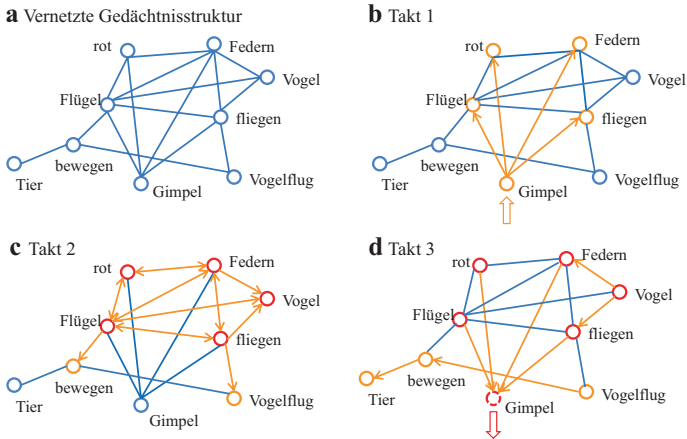 a Vernetzte Gedächtnisstruktur
rot
Federn
Vogel
Flügel
fliegen
bewegen
Tier
Gimpel
Vogelflug
b Takt 1
rot
Federn
Vogel
Flügel
fliegen
bewegen
Tier
Gimpel
Vogelflug
c Takt 2
rot
Federn
Vogel
Flügel
fliegen
bewegen
Tier
Gimpel
Vogelflug
d Takt 3
rot
Federn
Vogel
Flügel
fliegen
bewegen
Tier
Gimpel
Vogelflug